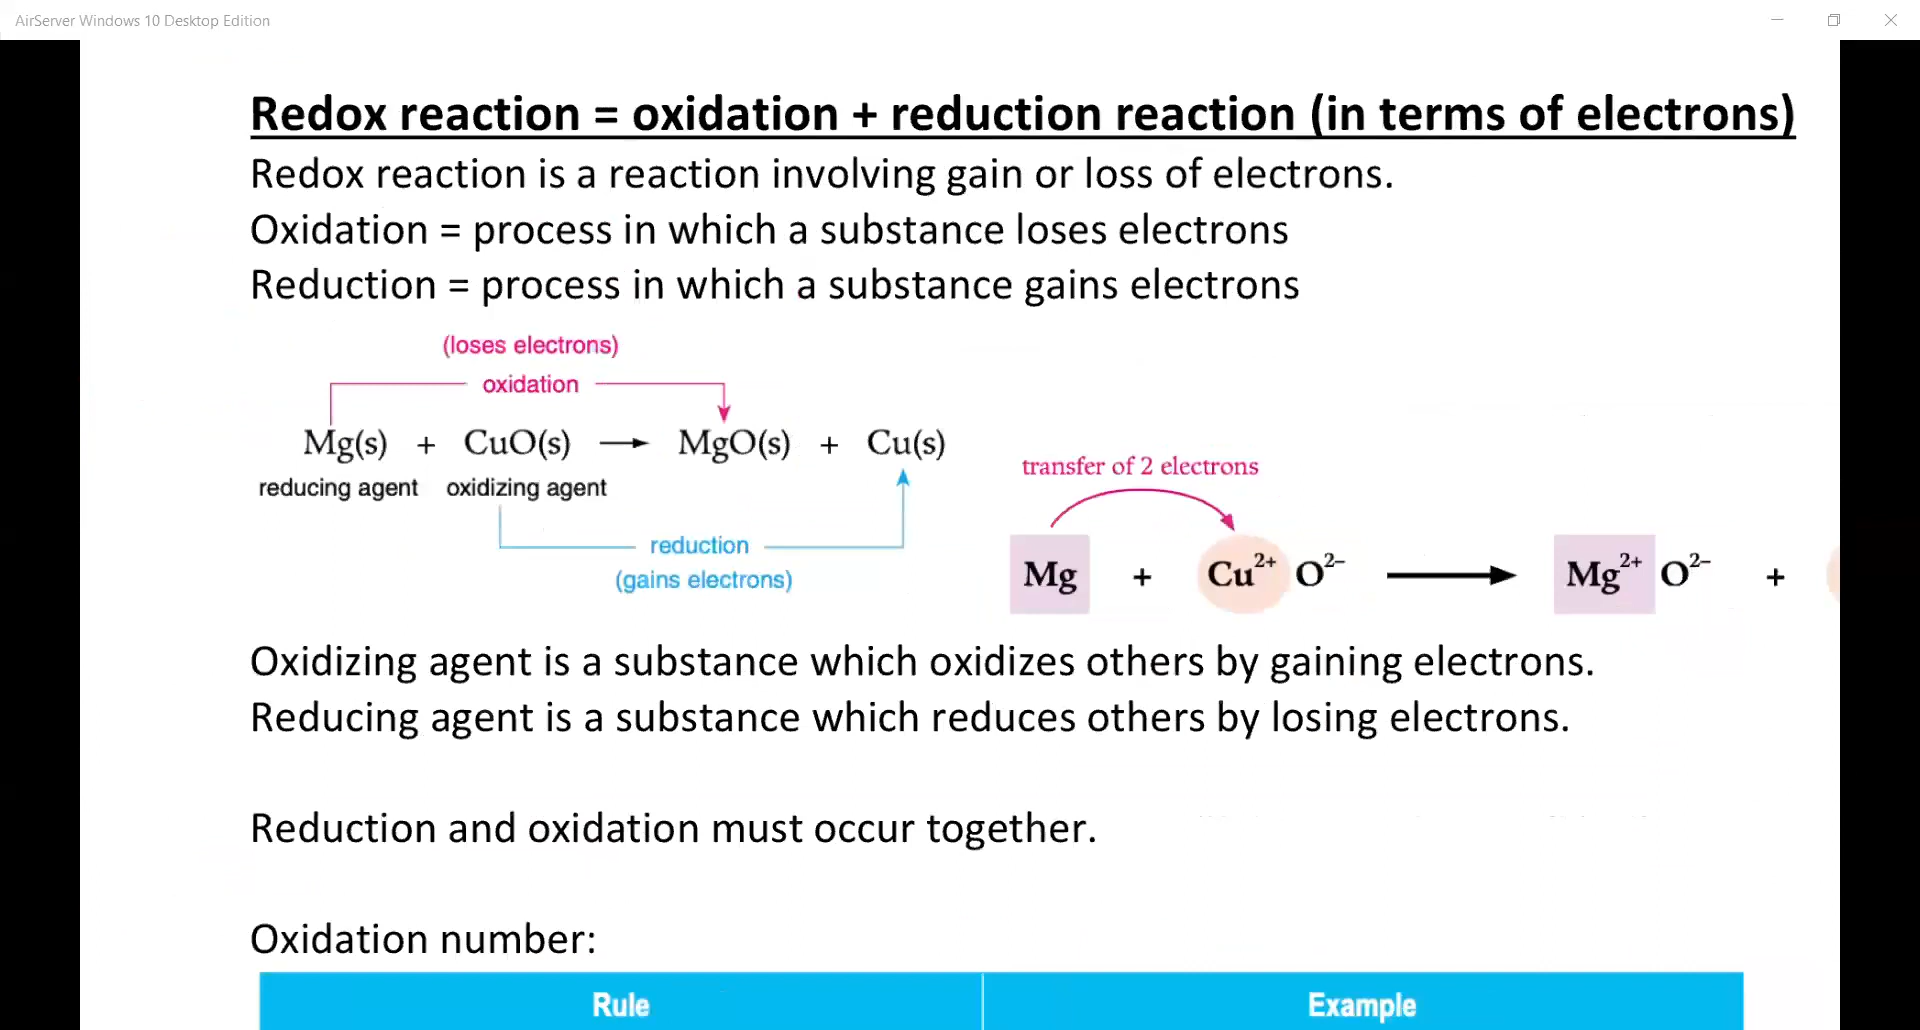 AirServer Windows 10 Desktop Edition
Redox reaction = oxidation + reduction reaction (in terms of electrons)
Redox reaction is a reaction involving gain or loss of electrons.
Oxidation = process in which a substance loses electrons
Reduction = process in which a substance gains electrons
(loses electrons)
oxidation
Mg(s) + CuO(s) → MgO(s) + Cu(s)
reducing agent oxidizing agent
reduction
(gains electrons)
transfer of 2 electrons
Mg + Cu²⁺ O²⁻ → Mg²⁺ O²⁻ +
Oxidizing agent is a substance which oxidizes others by gaining electrons.
Reducing agent is a substance which reduces others by losing electrons.
Reduction and oxidation must occur together.
Oxidation number:
Rule Example